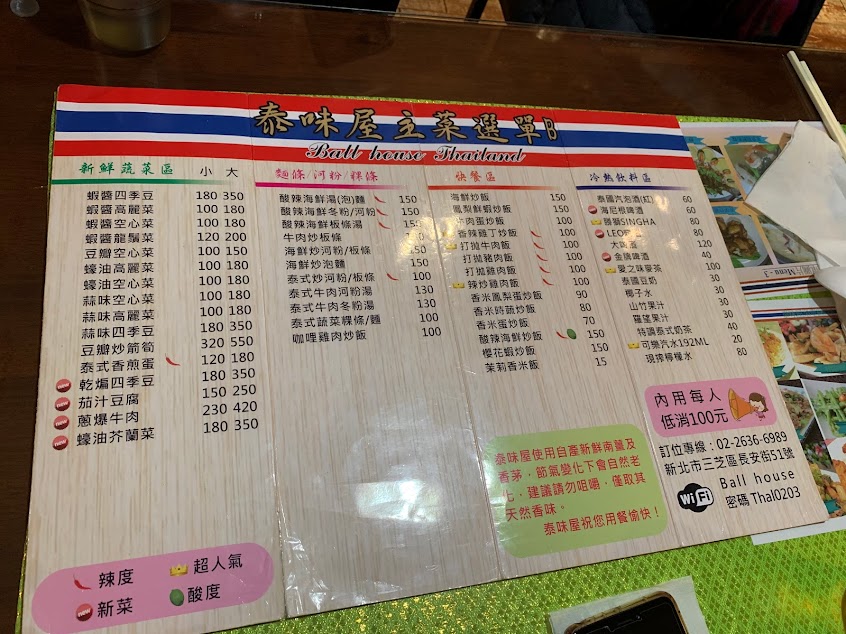 泰味屋主菜選單B
Ball house Thailand
新鮮蔬菜區 小 大
蝦醬四季豆 180 350
蝦醬高麗菜 100 180
蝦醬空心菜 100 180
蝦醬龍鬚菜 120 200
豆瓣空心菜 100 150
蠔油高麗菜 100 180
蠔油空心菜 100 180
蒜味空心菜 100 180
蒜味高麗菜 100 180
蒜味四季豆 180 350
豆瓣炒箭筍 320 550
泰式香煎蛋 120 180
new 乾煸四季豆 180 350
new 茄汁豆腐 150 250
new 蔥爆牛肉 230 420
new 蠔油芥蘭菜 180 350
麵條/河粉/粿條
酸辣海鮮湯(泡)麵 150
酸辣海鮮冬粉/河粉 150
酸辣海鮮板條湯 150
牛肉炒板條 100
海鮮炒河粉/板條 150
海鮮炒泡麵 150
泰式炒河粉/板條 100
泰式牛肉河粉湯 130
泰式牛肉冬粉湯 130
泰式蔬菜粿條/麵 100
咖哩雞肉炒飯 100
快餐區
海鮮炒飯 150
鳳梨鮮蝦炒飯 150
牛肉蛋炒飯 100
香辣雞丁炒飯 100
打拋牛肉飯 100
打拋豬肉飯 100
打拋雞肉飯 100
辣炒雞肉飯 100
香米鳳梨蛋炒飯 90
香米時蔬炒飯 80
香米蛋炒飯 70
酸辣海鮮炒飯 150
櫻花蝦炒飯 150
茉莉香米飯 15
冷熱飲料區
泰國汽泡酒(紅) 60
海尼根啤酒 60
SINGHA 80
LEO 80
大 啤酒 120
金牌啤酒 40
愛之味麥茶 100
泰國豆奶 30
椰子水 30
山竹果汁 30
羅望果汁 30
特調泰式奶茶 40
可樂汽水192ML 20
現搾檸檬水 80
內用每人
低消100元
訂位專線:02-2636-6989
新北市三芝區長安街51號
WiFi
Ball house
密碼 Thal0203
泰味屋使用自產新鮮南薑及
香茅,節氣變化下會自然老
化,建議請勿咀嚼,僅取其
天然香味。
泰味屋祝您用餐愉快!
辣度 超人氣
new 新菜 酸度